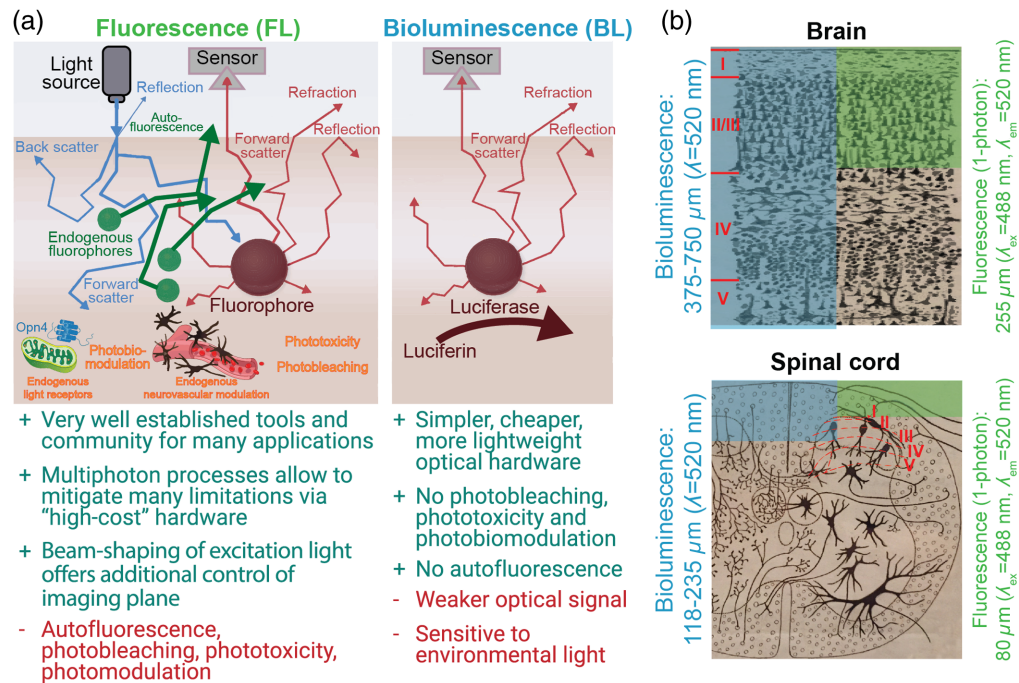 (a)
Fluorescence (FL)
Light
source
Sensor
Reflection
Auto-
fluorescence
Back scatter
Forward
scatter
Refraction
Reflection
Endogenous
fluorophores
Forward
scatter
Fluorophore
Opn4
Photobio-
modulation
Endogenous
light receptors
Endogenous
neurovascular modulation
Phototoxicity
Photobleaching
+ Very well established tools and
community for many applications
+ Multiphoton processes allow to
mitigate many limitations via
“high-cost” hardware
+ Beam-shaping of excitation light
offers additional control of
imaging plane
- Autofluorescence,
photobleaching, phototoxicity,
photomodulation
Bioluminescence (BL)
Sensor
Refraction
Reflection
Forward
scatter
Luciferase
Luciferin
+ Simpler, cheaper,
more lightweight
optical hardware
+ No photobleaching,
phototoxicity and
photobiomodulation
+ No autofluorescence
- Weaker optical signal
- Sensitive to
environmental light
(b)
Brain
Bioluminescence:
375-750 μm (ʎ=520 nm)
I
II/III
IV
V
Fluorescence (1-photon):
255 μm (ʎex=488 nm, ʎem=520 nm)
Spinal cord
Bioluminescence:
118-235 μm (ʎ=520 nm)
I
II
III
IV
V
Fluorescence (1-photon):
80 μm (ʎex=488 nm, ʎem=520 nm)